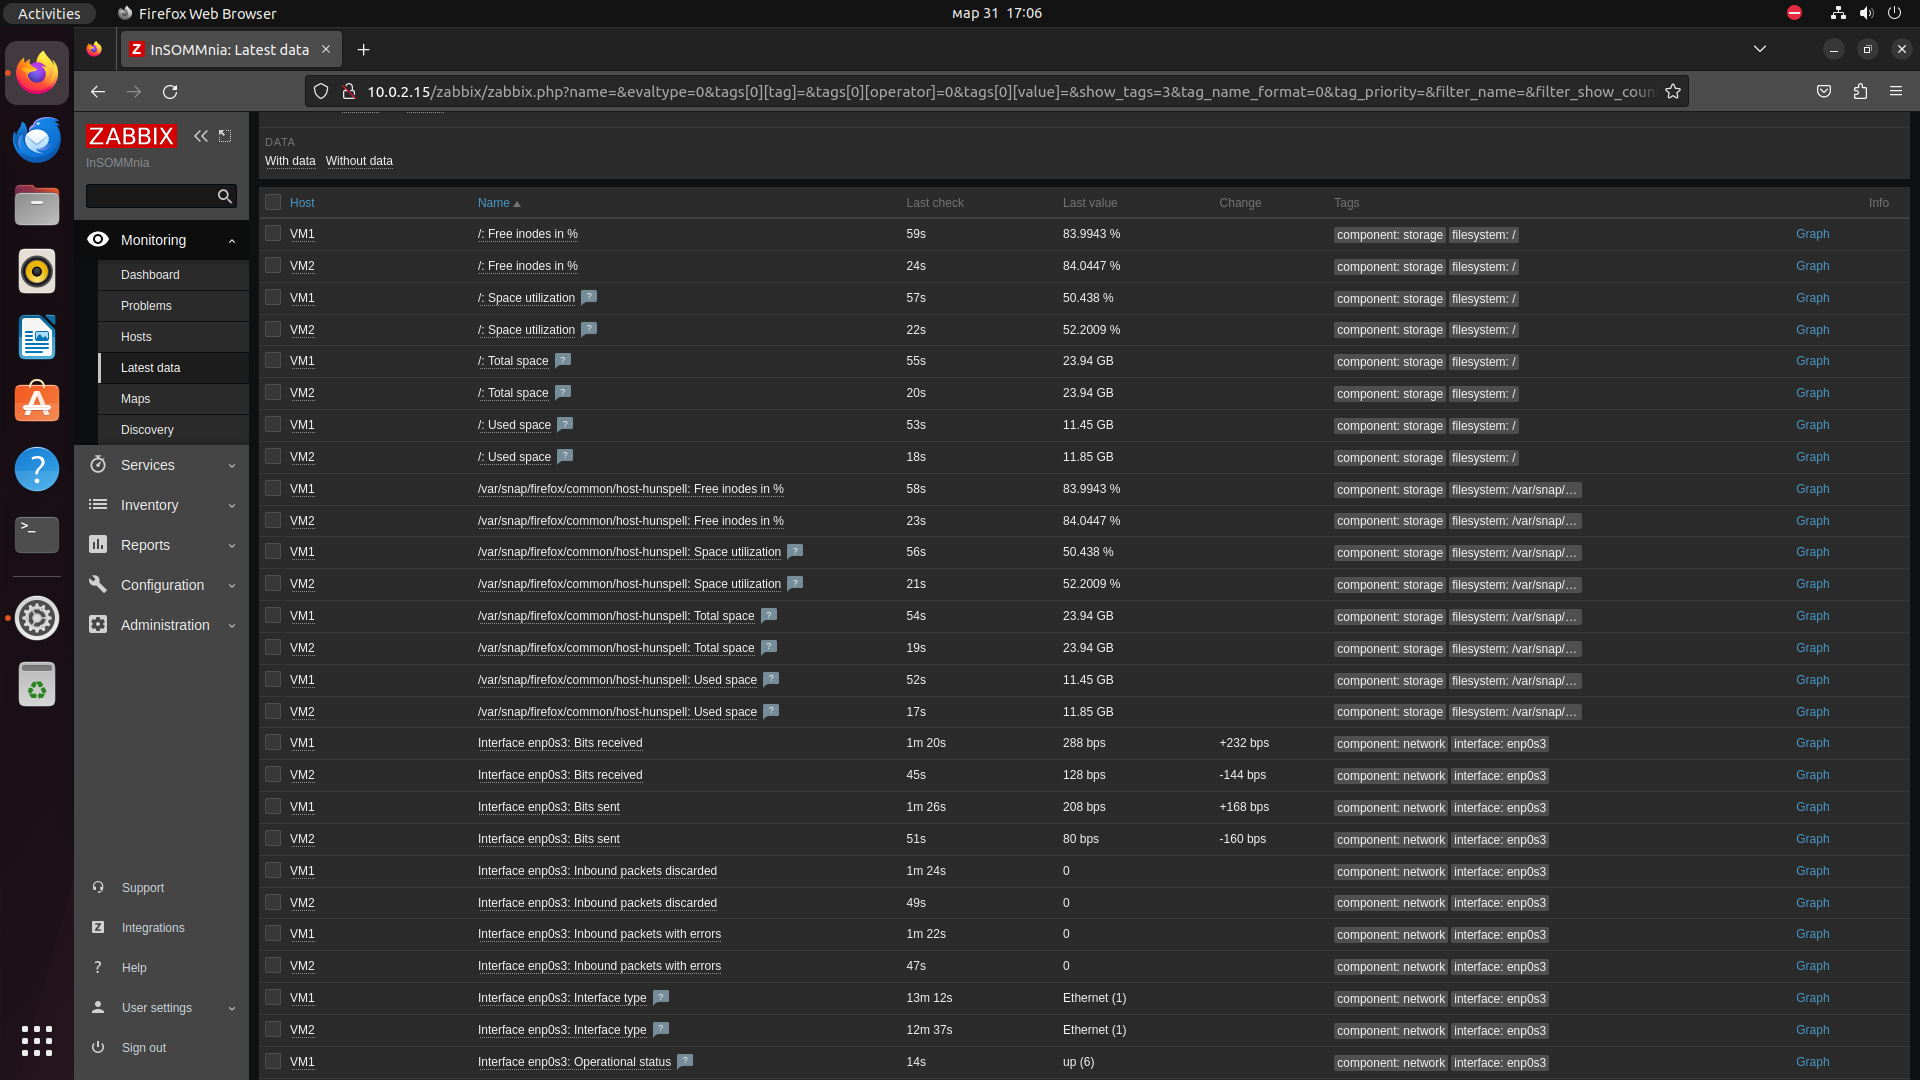 Activities Firefox Web Browser мар 31 17:06
InSOMMnia: Latest data
10.0.2.15/zabbix/zabbix.php?name=&evaltype=0&tags[0][tag]=&tags[0][operator]=0&tags[0][value]=&show_tags=3&tag_name_format=0&tag_priority=&filter_name=&filter_show_coun
ZABBIX
InSOMMnia
Monitoring
Dashboard
Problems
Hosts
Latest data
Maps
Discovery
Services
Inventory
Reports
Configuration
Administration
Support
Integrations
Help
User settings
Sign out
DATA
With data Without data
Host Name Last check Last value Change Tags Info
VM1 /: Free inodes in % 59s 83.9943 % component: storage filesystem: / Graph
VM2 /: Free inodes in % 24s 84.0447 % component: storage filesystem: / Graph
VM1 /: Space utilization ? 57s 50.438 % component: storage filesystem: / Graph
VM2 /: Space utilization ? 22s 52.2009 % component: storage filesystem: / Graph
VM1 /: Total space ? 55s 23.94 GB component: storage filesystem: / Graph
VM2 /: Total space ? 20s 23.94 GB component: storage filesystem: / Graph
VM1 /: Used space ? 53s 11.45 GB component: storage filesystem: / Graph
VM2 /: Used space ? 18s 11.85 GB component: storage filesystem: / Graph
VM1 /var/snap/firefox/common/host-hunspell: Free inodes in % 58s 83.9943 % component: storage filesystem: /var/snap/... Graph
VM2 /var/snap/firefox/common/host-hunspell: Free inodes in % 23s 84.0447 % component: storage filesystem: /var/snap/... Graph
VM1 /var/snap/firefox/common/host-hunspell: Space utilization ? 56s 50.438 % component: storage filesystem: /var/snap/... Graph
VM2 /var/snap/firefox/common/host-hunspell: Space utilization ? 21s 52.2009 % component: storage filesystem: /var/snap/... Graph
VM1 /var/snap/firefox/common/host-hunspell: Total space ? 54s 23.94 GB component: storage filesystem: /var/snap/... Graph
VM2 /var/snap/firefox/common/host-hunspell: Total space ? 19s 23.94 GB component: storage filesystem: /var/snap/... Graph
VM1 /var/snap/firefox/common/host-hunspell: Used space ? 52s 11.45 GB component: storage filesystem: /var/snap/... Graph
VM2 /var/snap/firefox/common/host-hunspell: Used space ? 17s 11.85 GB component: storage filesystem: /var/snap/... Graph
VM1 Interface enp0s3: Bits received 1m 20s 288 bps +232 bps component: network interface: enp0s3 Graph
VM2 Interface enp0s3: Bits received 45s 128 bps -144 bps component: network interface: enp0s3 Graph
VM1 Interface enp0s3: Bits sent 1m 26s 208 bps +168 bps component: network interface: enp0s3 Graph
VM2 Interface enp0s3: Bits sent 51s 80 bps -160 bps component: network interface: enp0s3 Graph
VM1 Interface enp0s3: Inbound packets discarded 1m 24s 0 component: network interface: enp0s3 Graph
VM2 Interface enp0s3: Inbound packets discarded 49s 0 component: network interface: enp0s3 Graph
VM1 Interface enp0s3: Inbound packets with errors 1m 22s 0 component: network interface: enp0s3 Graph
VM2 Interface enp0s3: Inbound packets with errors 47s 0 component: network interface: enp0s3 Graph
VM1 Interface enp0s3: Interface type ? 13m 12s Ethernet (1) component: network interface: enp0s3 Graph
VM2 Interface enp0s3: Interface type ? 12m 37s Ethernet (1) component: network interface: enp0s3 Graph
VM1 Interface enp0s3: Operational status ? 14s up (6) component: network interface: enp0s3 Graph